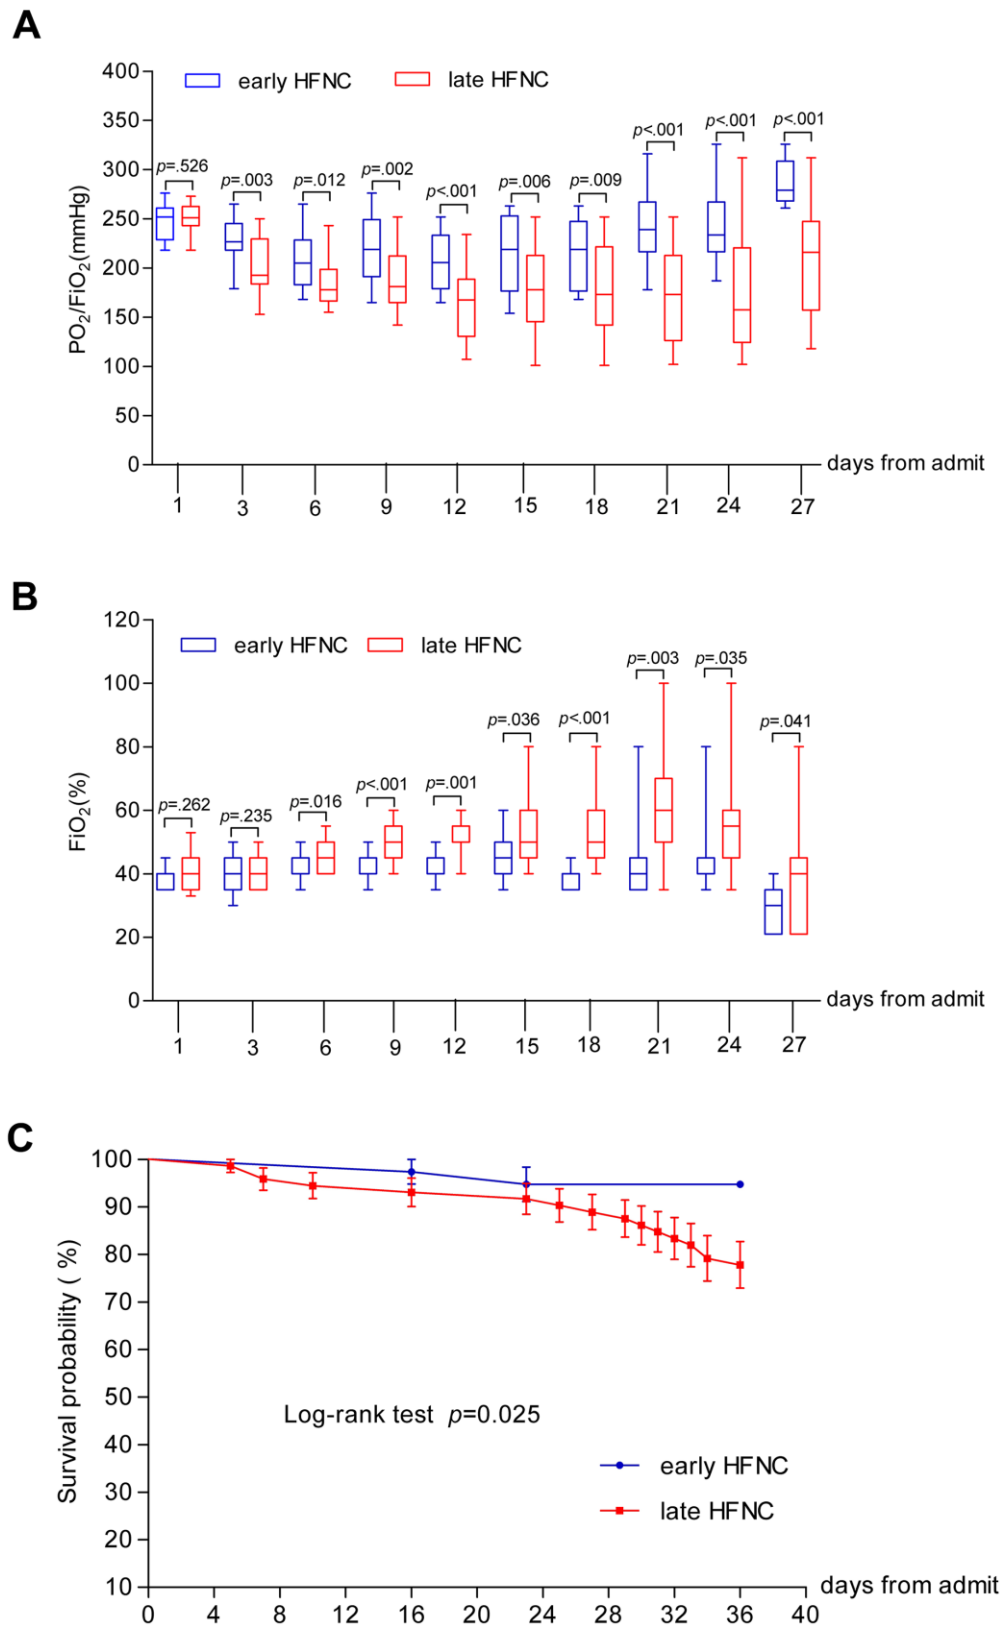 A
400
early HFNC late HFNC
350
p<.001 p<.001 p<.001
300
p=.526 p=.003 p=.012 p=.002 p<.001 p=.006 p=.009
250
200
150
100
50
0
PO₂/FiO₂(mmHg)
days from admit
1 3 6 9 12 15 18 21 24 27
B
120
early HFNC late HFNC
p=.003 p=.035
100
p=.036 p<.001 p=.041
80
p=.262 p=.235 p=.016 p<.001 p=.001
60
40
20
0
FiO₂(%)
days from admit
1 3 6 9 12 15 18 21 24 27
C
100
90
80
70
60
50
40
30
20
10
Survival probability ( %)
Log-rank test p=0.025
early HFNC
late HFNC
days from admit
0 4 8 12 16 20 24 28 32 36 40